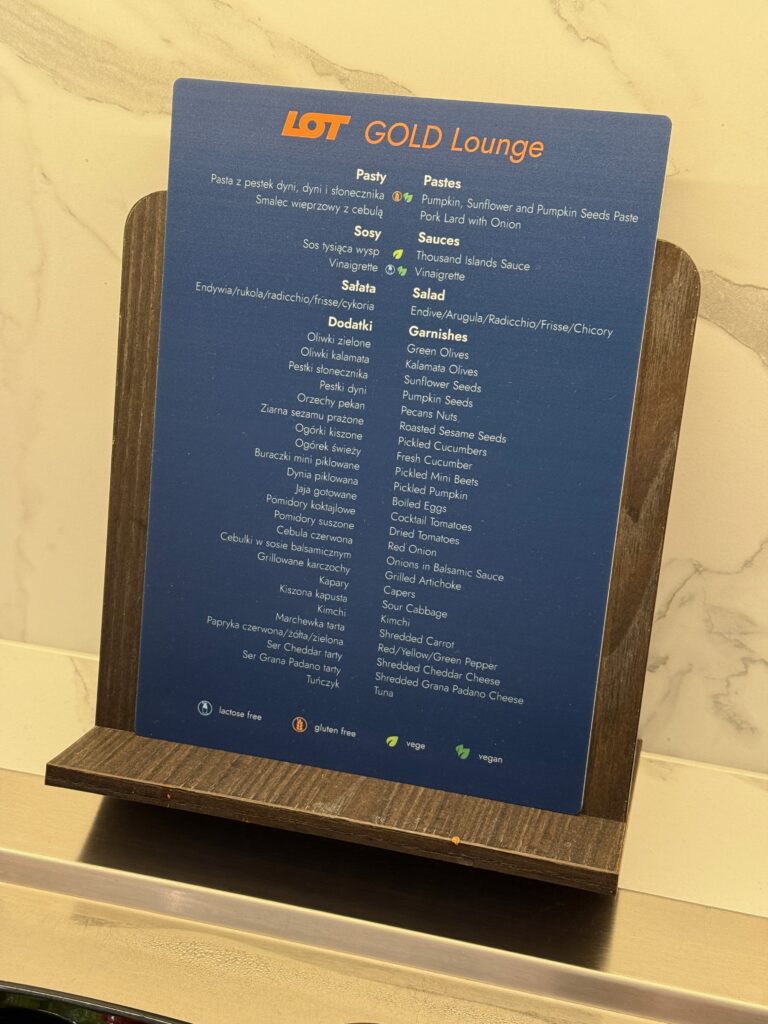 LOT GOLD Lounge
Pasty
Pasta z pestek dyni, dyni i słonecznika
Smalec wieprzowy z cebulą
Sosy
Sos tysiąca wysp
Vinaigrette
Sałata
Endywia/rukola/radicchio/frisse/cykoria
Dodatki
Oliwki zielone
Oliwki kalamata
Pestki słonecznika
Pestki dyni
Orzechy pekan
Ziarna sezamu prażone
Ogórki kiszone
Ogórek świeży
Buraczki mini piklowane
Dynia piklowana
Jaja gotowane
Pomidory koktajlowe
Pomidory suszone
Cebula czerwona
Cebulki w sosie balsamicznym
Grillowane karczochy
Kapary
Kiszona kapusta
Kimchi
Marchewka tarta
Papryka czerwona/żółta/zielona
Ser Cheddar tarty
Ser Grana Padano tarty
Tuńczyk
Pastes
Pumpkin, Sunflower and Pumpkin Seeds Paste
Pork Lard with Onion
Sauces
Thousand Islands Sauce
Vinaigrette
Salad
Endive/Arugula/Radicchio/Frisse/Chicory
Garnishes
Green Olives
Kalamata Olives
Sunflower Seeds
Pumpkin Seeds
Pecans Nuts
Roasted Sesame Seeds
Pickled Cucumbers
Fresh Cucumber
Pickled Mini Beets
Pickled Pumpkin
Boiled Eggs
Cocktail Tomatoes
Dried Tomatoes
Red Onion
Onions in Balsamic Sauce
Grilled Artichoke
Capers
Sour Cabbage
Kimchi
Shredded Carrot
Red/Yellow/Green Pepper
Shredded Cheddar Cheese
Shredded Grana Padano Cheese
Tuna
lactose free
gluten free
vege
vegan